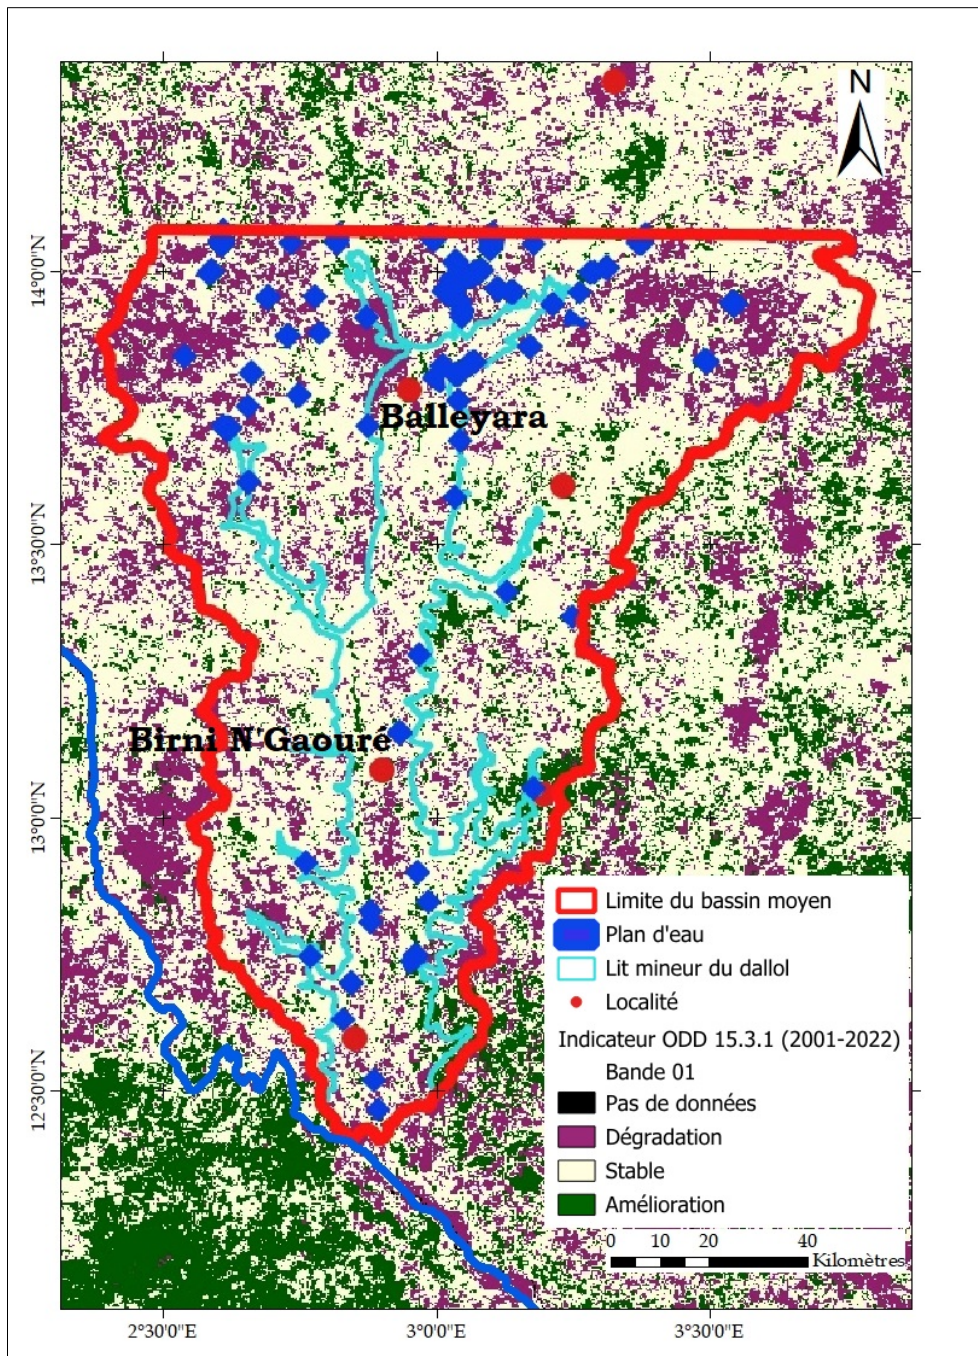 N
14°0'0"N
Balleyara
13°30'0"N
Birni N'Gaouré
13°0'0"N
12°30'0"N
Limite du bassin moyen
Plan d'eau
Lit mineur du dallol
Localité
Indicateur ODD 15.3.1 (2001-2022)
Bande 01
Pas de données
Dégradation
Stable
Amélioration
0 10 20 40
Kilomètres
2°30'0"E 3°0'0"E 3°30'0"E